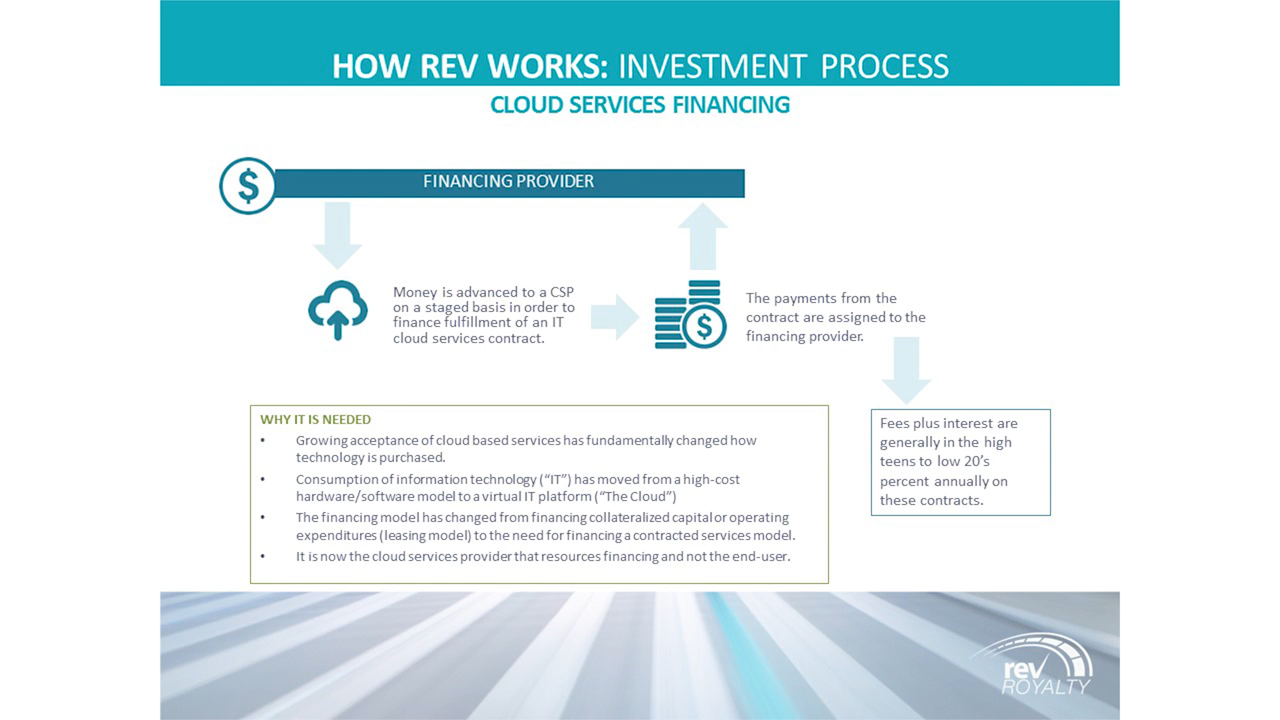 HOW REV WORKS: INVESTMENT PROCESS
CLOUD SERVICES FINANCING
$
FINANCING PROVIDER
Money is advanced to a CSP
on a staged basis in order to
finance fulfillment of an IT
cloud services contract.
$
The payments from the
contract are assigned to the
financing provider.
WHY IT IS NEEDED
• Growing acceptance of cloud based services has fundamentally changed how
technology is purchased.
• Consumption of information technology (“IT”) has moved from a high-cost
hardware/software model to a virtual IT platform (“The Cloud”)
• The financing model has changed from financing collateralized capital or operating
expenditures (leasing model) to the need for financing a contracted services model.
• It is now the cloud services provider that resources financing and not the end-user.
Fees plus interest are
generally in the high
teens to low 20’s
percent annually on
these contracts.
rev
ROYALTY